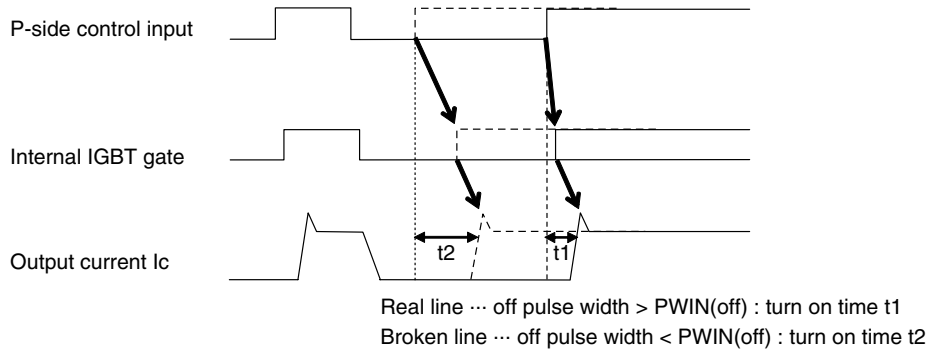 P-side control input
Internal IGBT gate
t2
t1
Output current Ic
Real line ··· off pulse width > PWIN(off) : turn on time t1
Broken line ··· off pulse width < PWIN(off) : turn on time t2